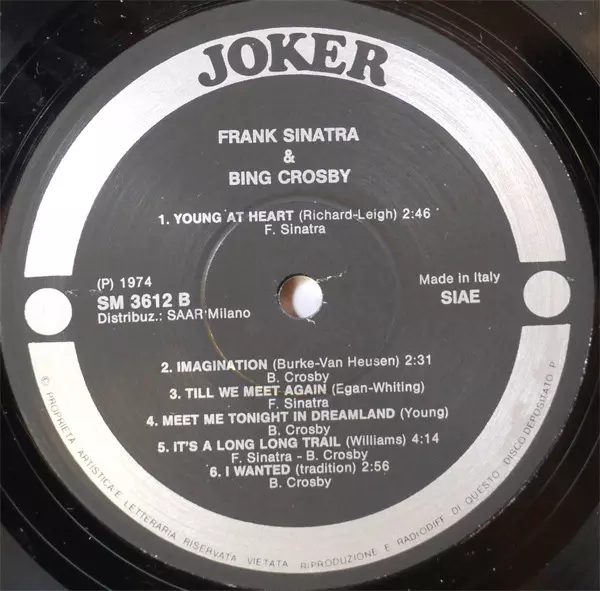 JOKER
FRANK SINATRA
&
BING CROSBY
1. YOUNG AT HEART (Richard-Leigh) 2:46
F. Sinatra
(P) 1974
SM 3612 B
Distribuz.: SAAR Milano
Made in Italy
SIAE
2. IMAGINATION (Burke-Van Heusen) 2:31
B. Crosby
3. TILL WE MEET AGAIN (Egan-Whiting)
F. Sinatra
4. MEET ME TONIGHT IN DREAMLAND (Young)
B. Crosby
5. IT'S A LONG LONG TRAIL (Williams) 4:14
F. Sinatra - B. Crosby
6. I WANTED (tradition) 2:56
B. Crosby
© PROPRIETA ARTISTICA E LETTERARIA RISERVATA VIETATA RIPRODUZIONE E RADIODIFF DI QUESTO DISCO DEPOSITATO P